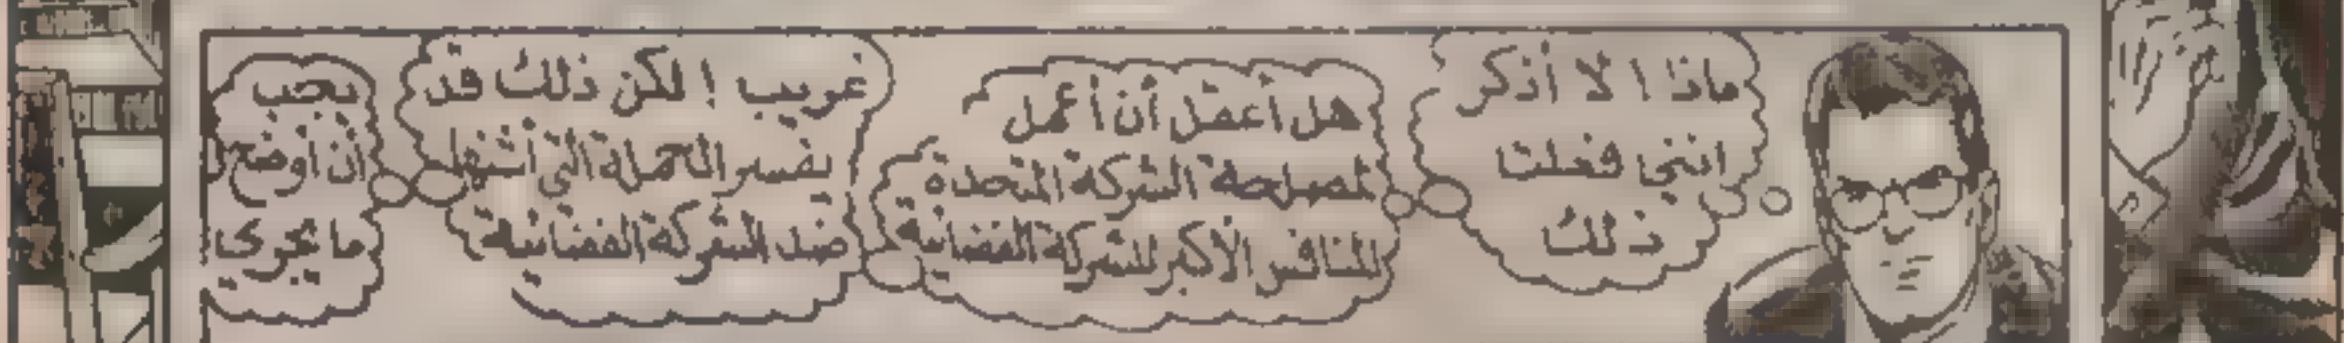 ماذا ! لا أذكر
انني فعلت
ذلك
هل أعقل أن أعمل
لمصلحة الشركة المتحدة
المنافس الأكبر للشركة الفضائية
غريب ! لكن ذلك قد
يفسر الحملة التي أشنها
ضد الشركة الفضائية
يجب
أن أوضح
ما يجري